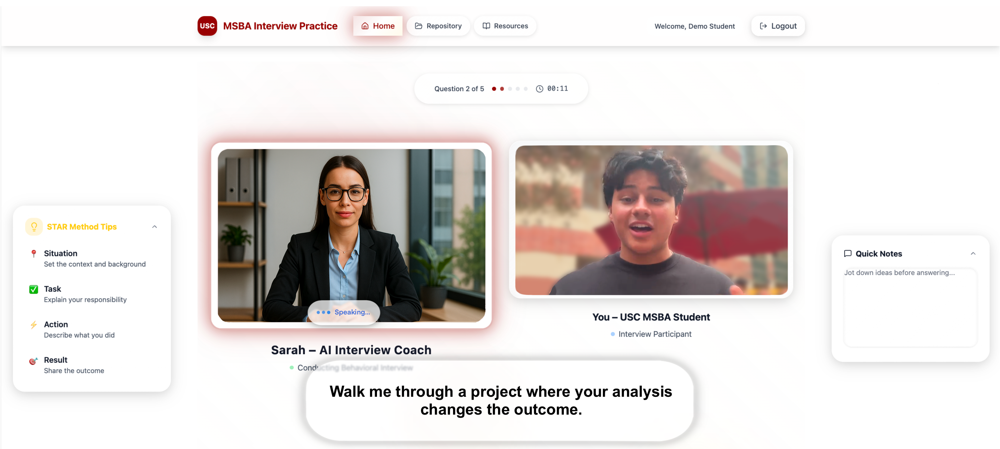 USC MSBA Interview Practice Home Repository Resources Welcome, Demo Student Logout
Question 2 of 5 00:11
STAR Method Tips
Situation
Set the context and background
Task
Explain your responsibility
Action
Describe what you did
Result
Share the outcome
Speaking...
Sarah – AI Interview Coach
Conducting Behavioral Interview
You – USC MSBA Student
Interview Participant
Walk me through a project where your analysis
changes the outcome.
Quick Notes
Jot down ideas before answering...